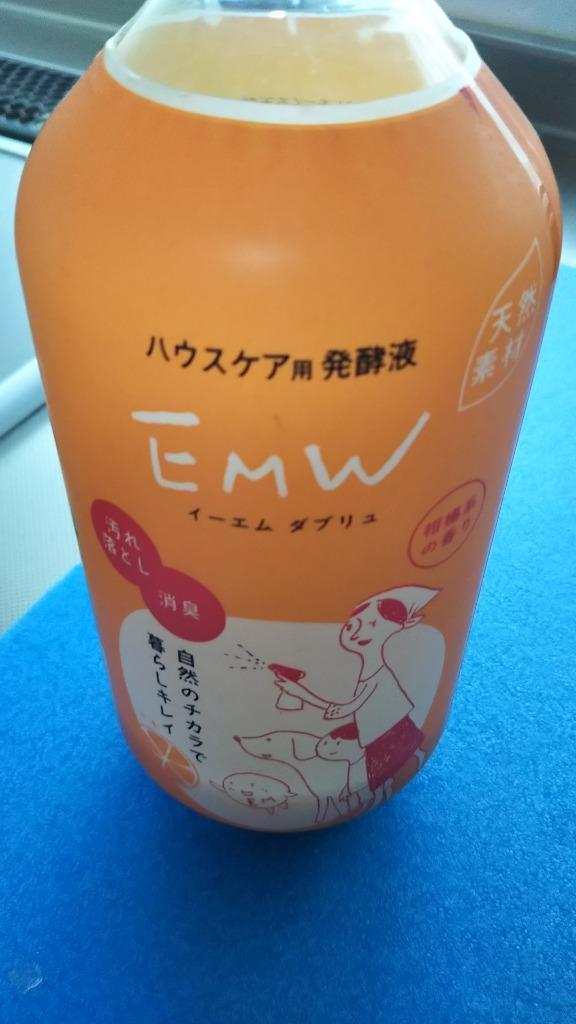 ハウスケア用 発酵液
EMW
イーエム ダブリュ
天然
素材
柑橘系
の香り
汚れ
落とし
消臭
自然のチカラで
暮らしキレイ